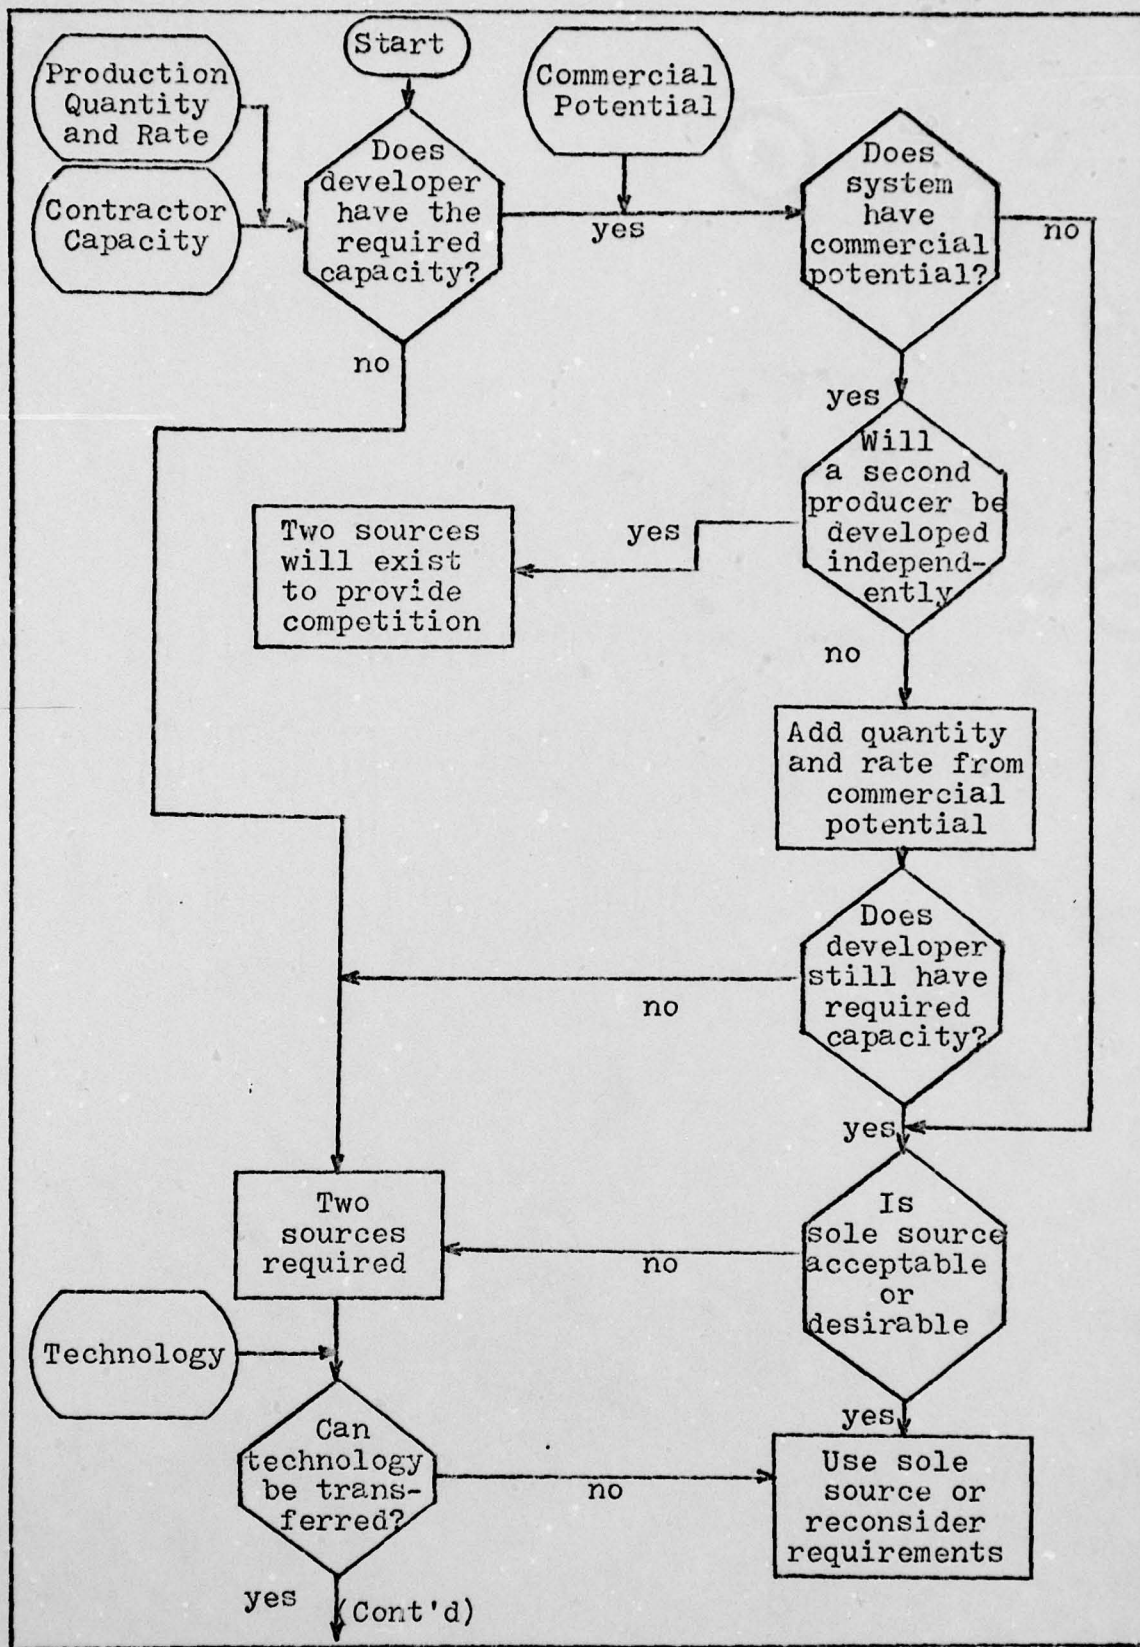 Start
Production
Quantity
and Rate
Commercial
Potential
Contractor
Capacity
Does
developer
have the
required
capacity?
yes
Does
system
have
commercial
potential?
no
no
yes
Will
a second
producer be
developed
independ-
ently
yes
Two sources
will exist
to provide
competition
no
Add quantity
and rate from
commercial
potential
Does
developer
still have
required
capacity?
no
yes
Is
sole source
acceptable
or
desirable
no
Two
sources
required
Technology
yes
Can
technology
be trans-
ferred?
no
Use sole
source or
reconsider
requirements
yes
(Cont'd)